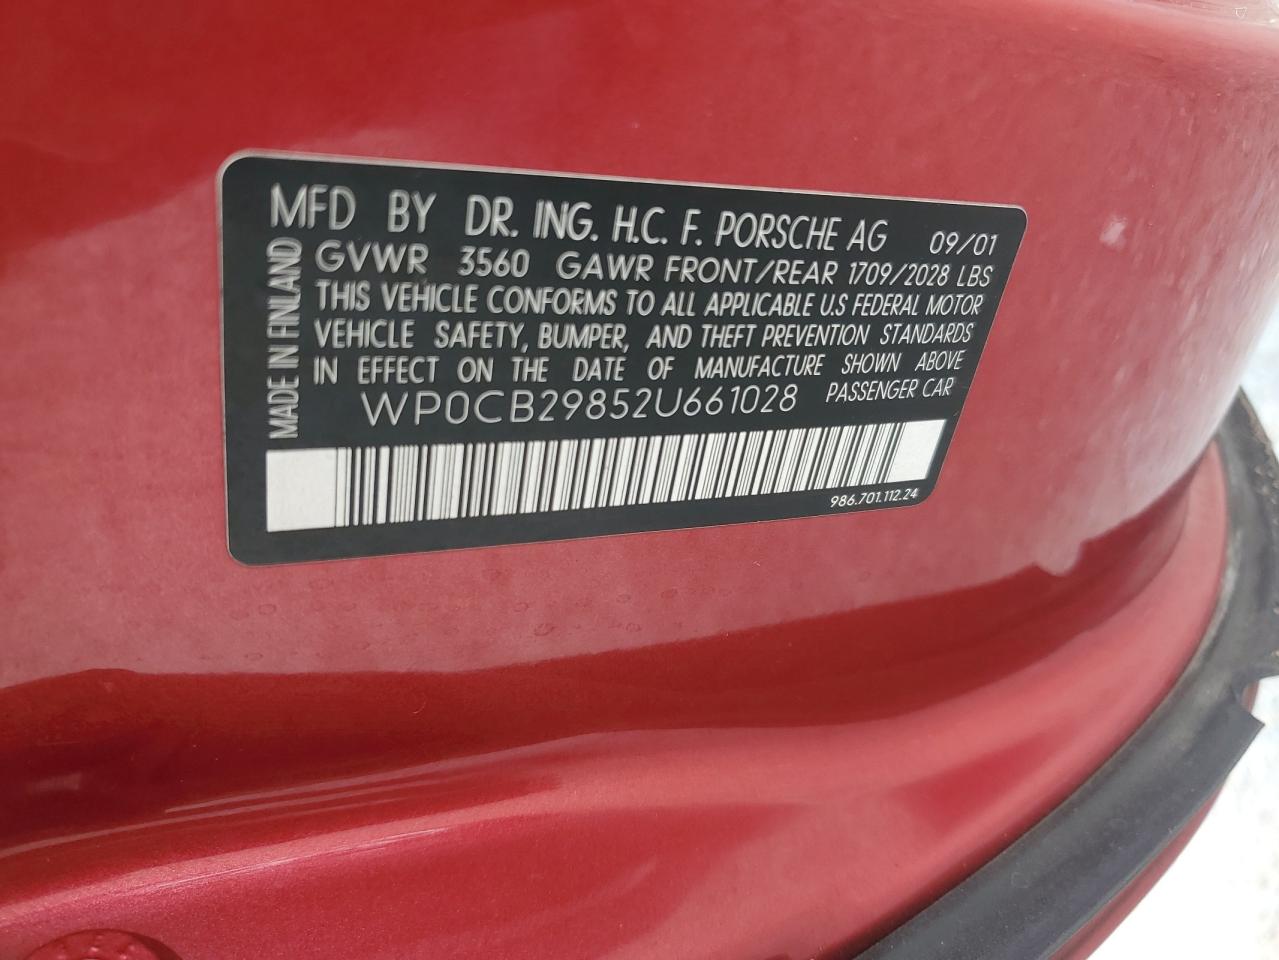 MFD BY DR. ING. H.C. F. PORSCHE AG 09/01
GVWR 3560 GAWR FRONT/REAR 1709/2028 LBS
THIS VEHICLE CONFORMS TO ALL APPLICABLE U.S FEDERAL MOTOR
VEHICLE SAFETY, BUMPER, AND THEFT PREVENTION STANDARDS
IN EFFECT ON THE DATE OF MANUFACTURE SHOWN ABOVE
WP0CB29852U661028 PASSENGER CAR
MADE IN FINLAND
986.701.112.24